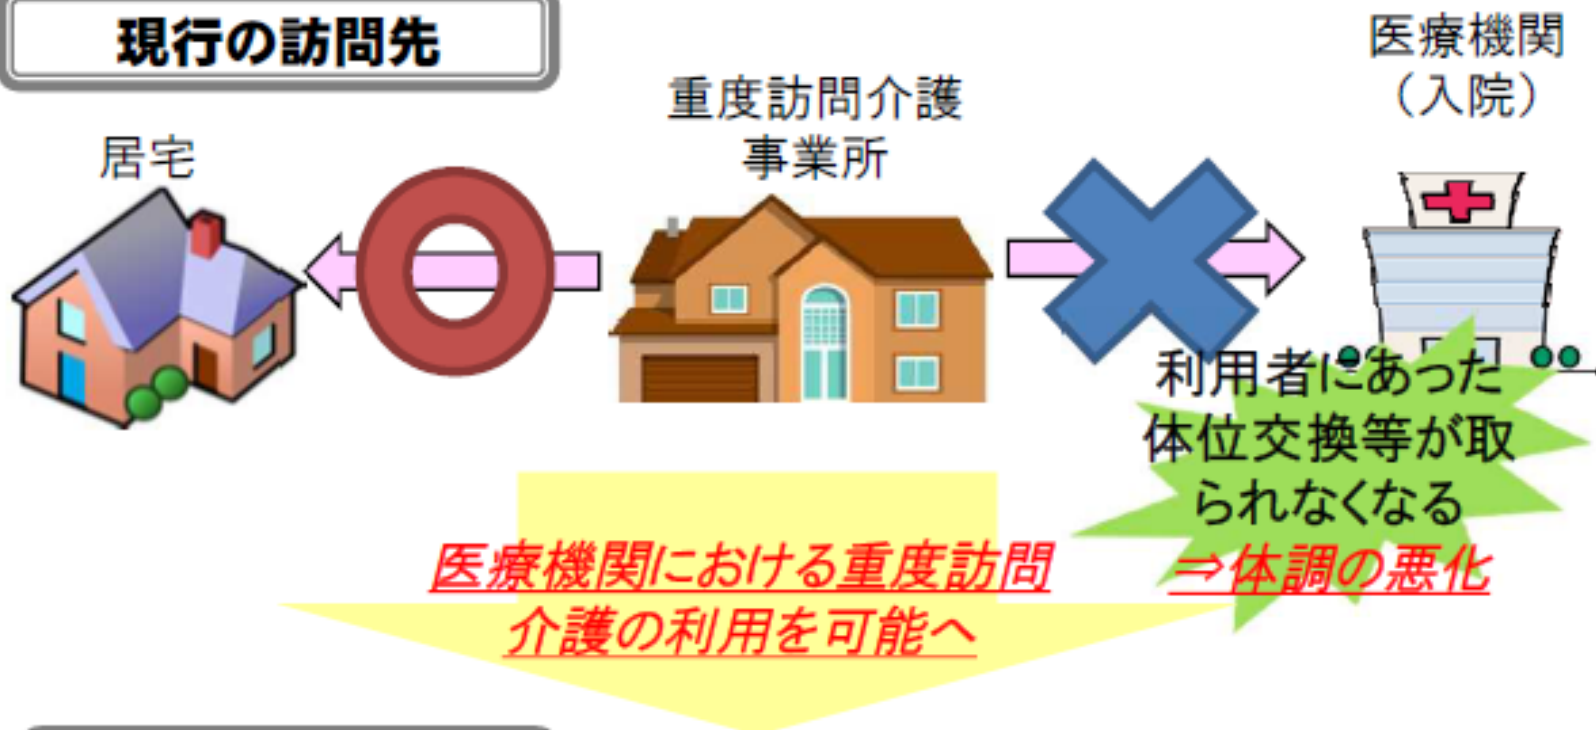 現行の訪問先
医療機関
（入院）
重度訪問介護
事業所
居宅
利用者にあった
体位交換等が取
られなくなる
⇒体調の悪化
医療機関における重度訪問
介護の利用を可能へ